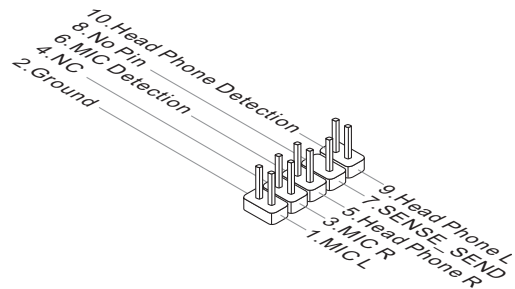 10.Head Phone Detection
8.No Pin
6.MIC Detection
4.NC
2.Ground
9.Head Phone L
7.SENSE_SEND
5.Head Phone R
3.MIC R
1.MIC L